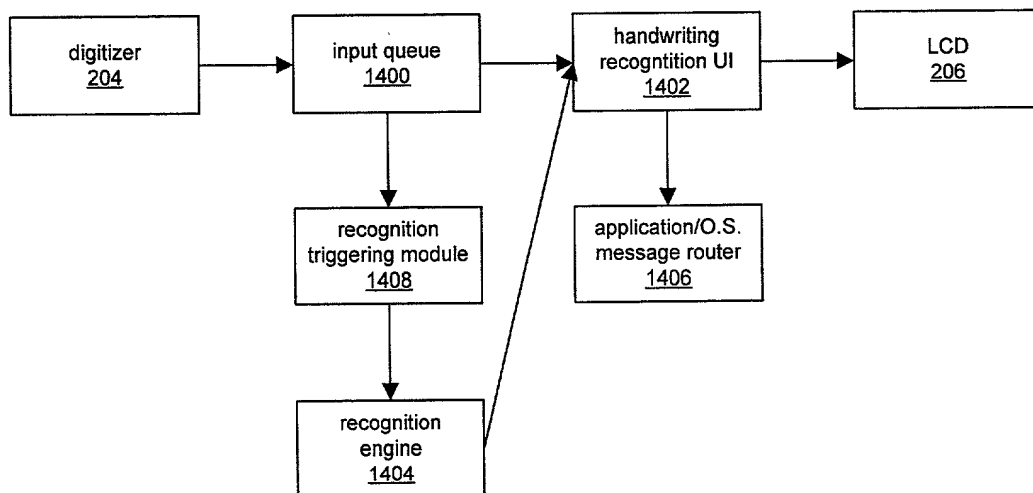 digitizer
204
input queue
1400
handwriting
recogntition UI
1402
LCD
206
recognition
triggering module
1408
application/O.S.
message router
1406
recognition
engine
1404